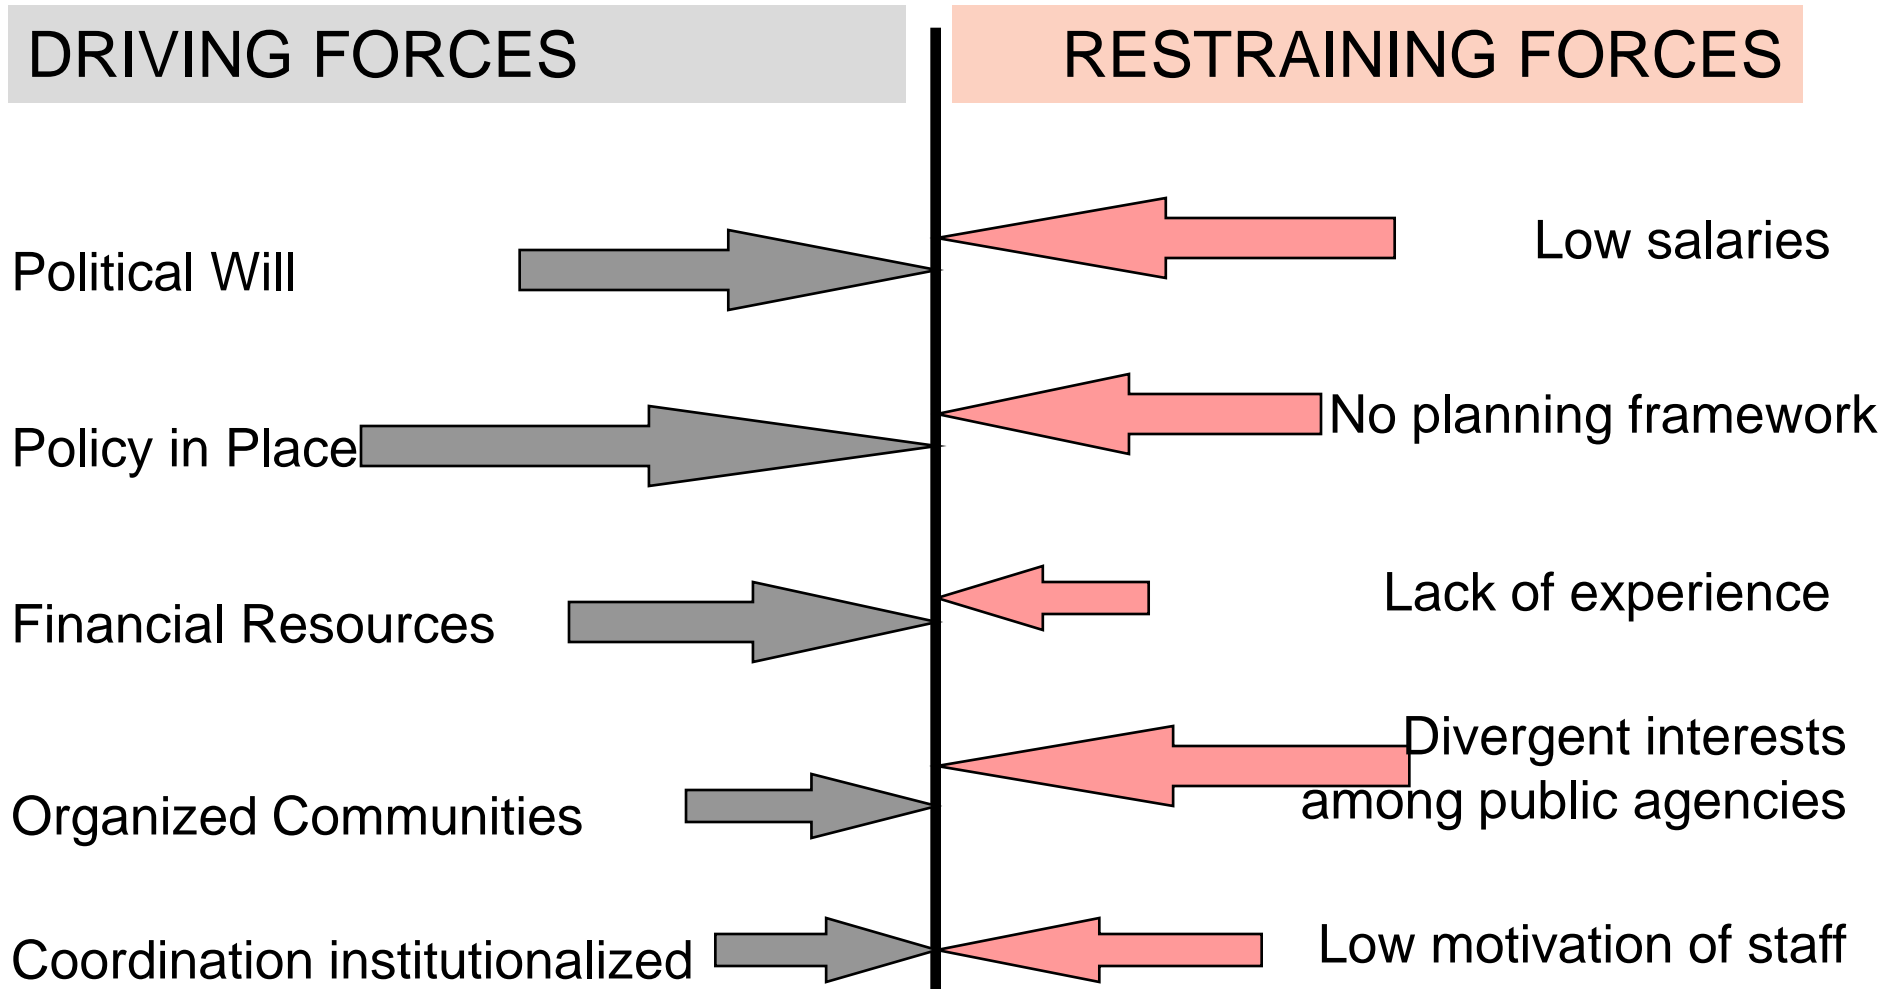 DRIVING FORCES
RESTRAINING FORCES
Political Will
Low salaries
Policy in Place
No planning framework
Financial Resources
Lack of experience
Organized Communities
Divergent interests
among public agencies
Coordination institutionalized
Low motivation of staff